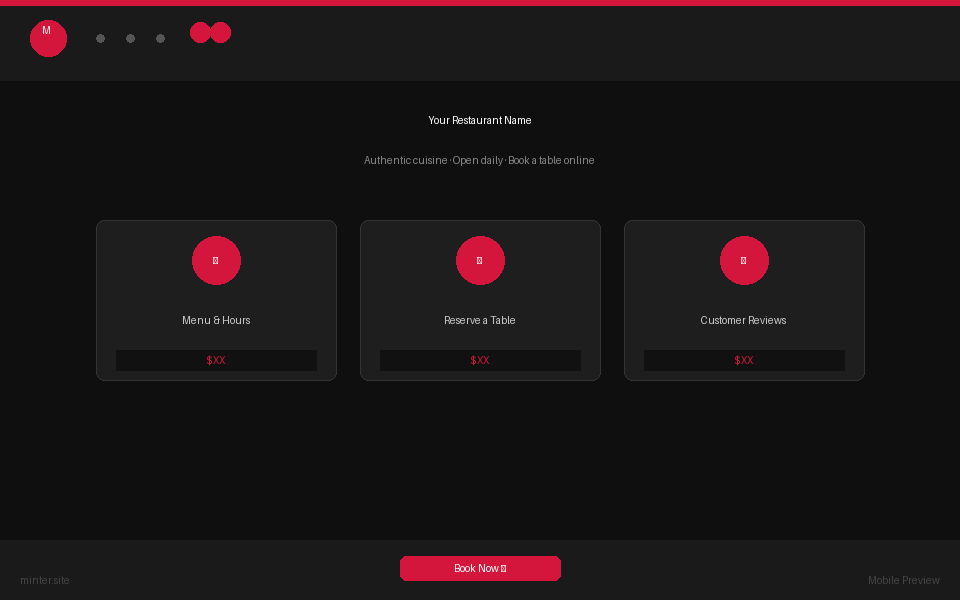 M
Your Restaurant Name
Authentic cuisine · Open daily · Book a table online
Menu & Hours
Reserve a Table
Customer Reviews
$XX
$XX
$XX
Book Now
minter.site
Mobile Preview